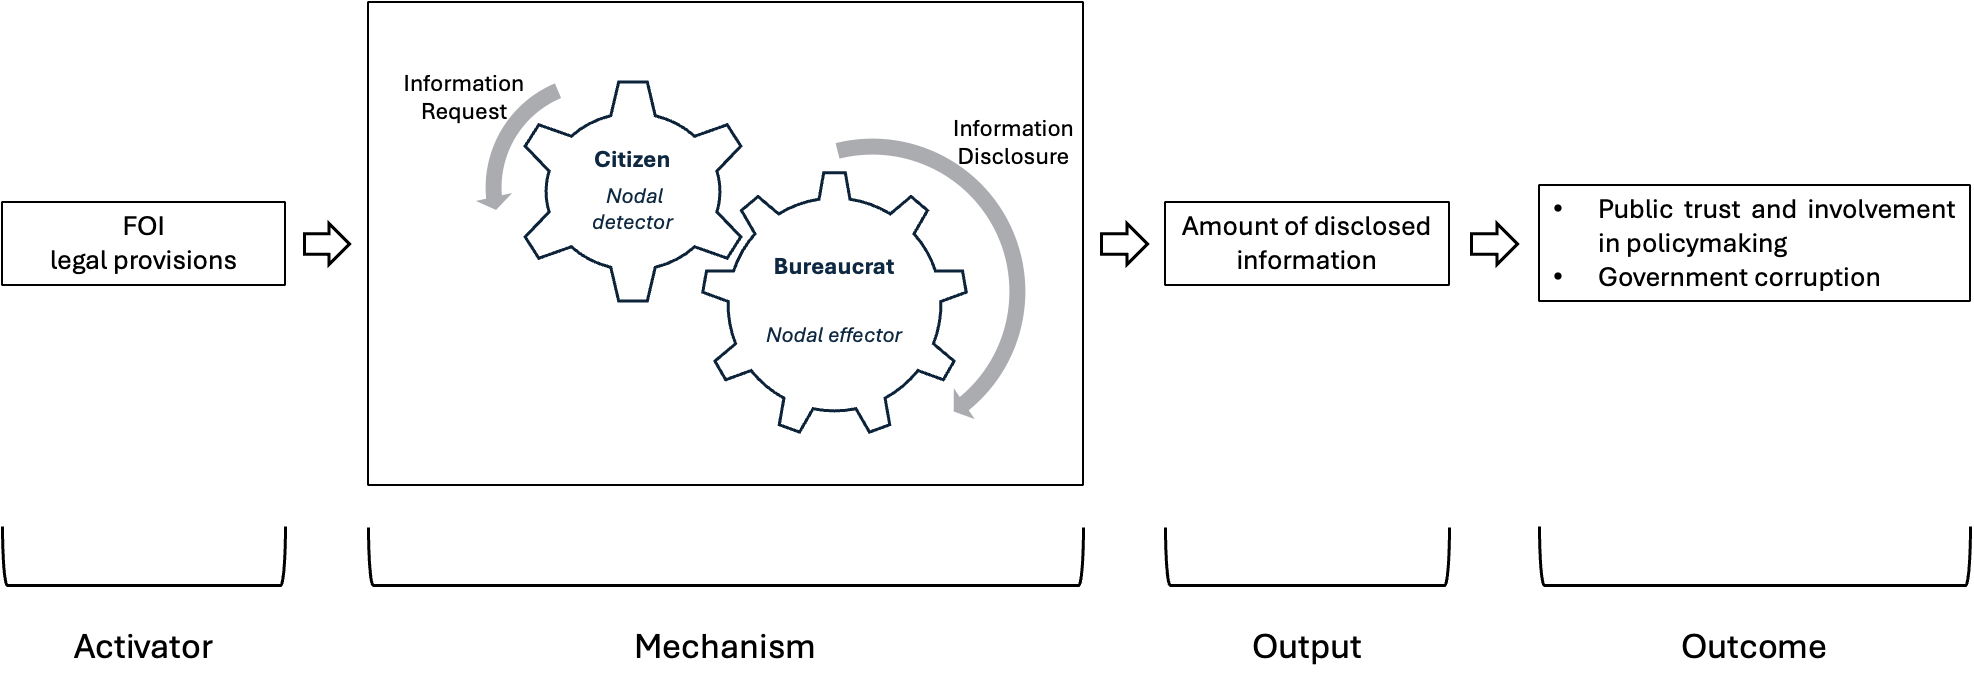 FOI
legal provisions
Information
Request
Citizen
Nodal
detector
Information
Disclosure
Bureaucrat
Nodal effector
Amount of disclosed
information
• Public trust and involvement
in policymaking
• Government corruption
Activator
Mechanism
Output
Outcome